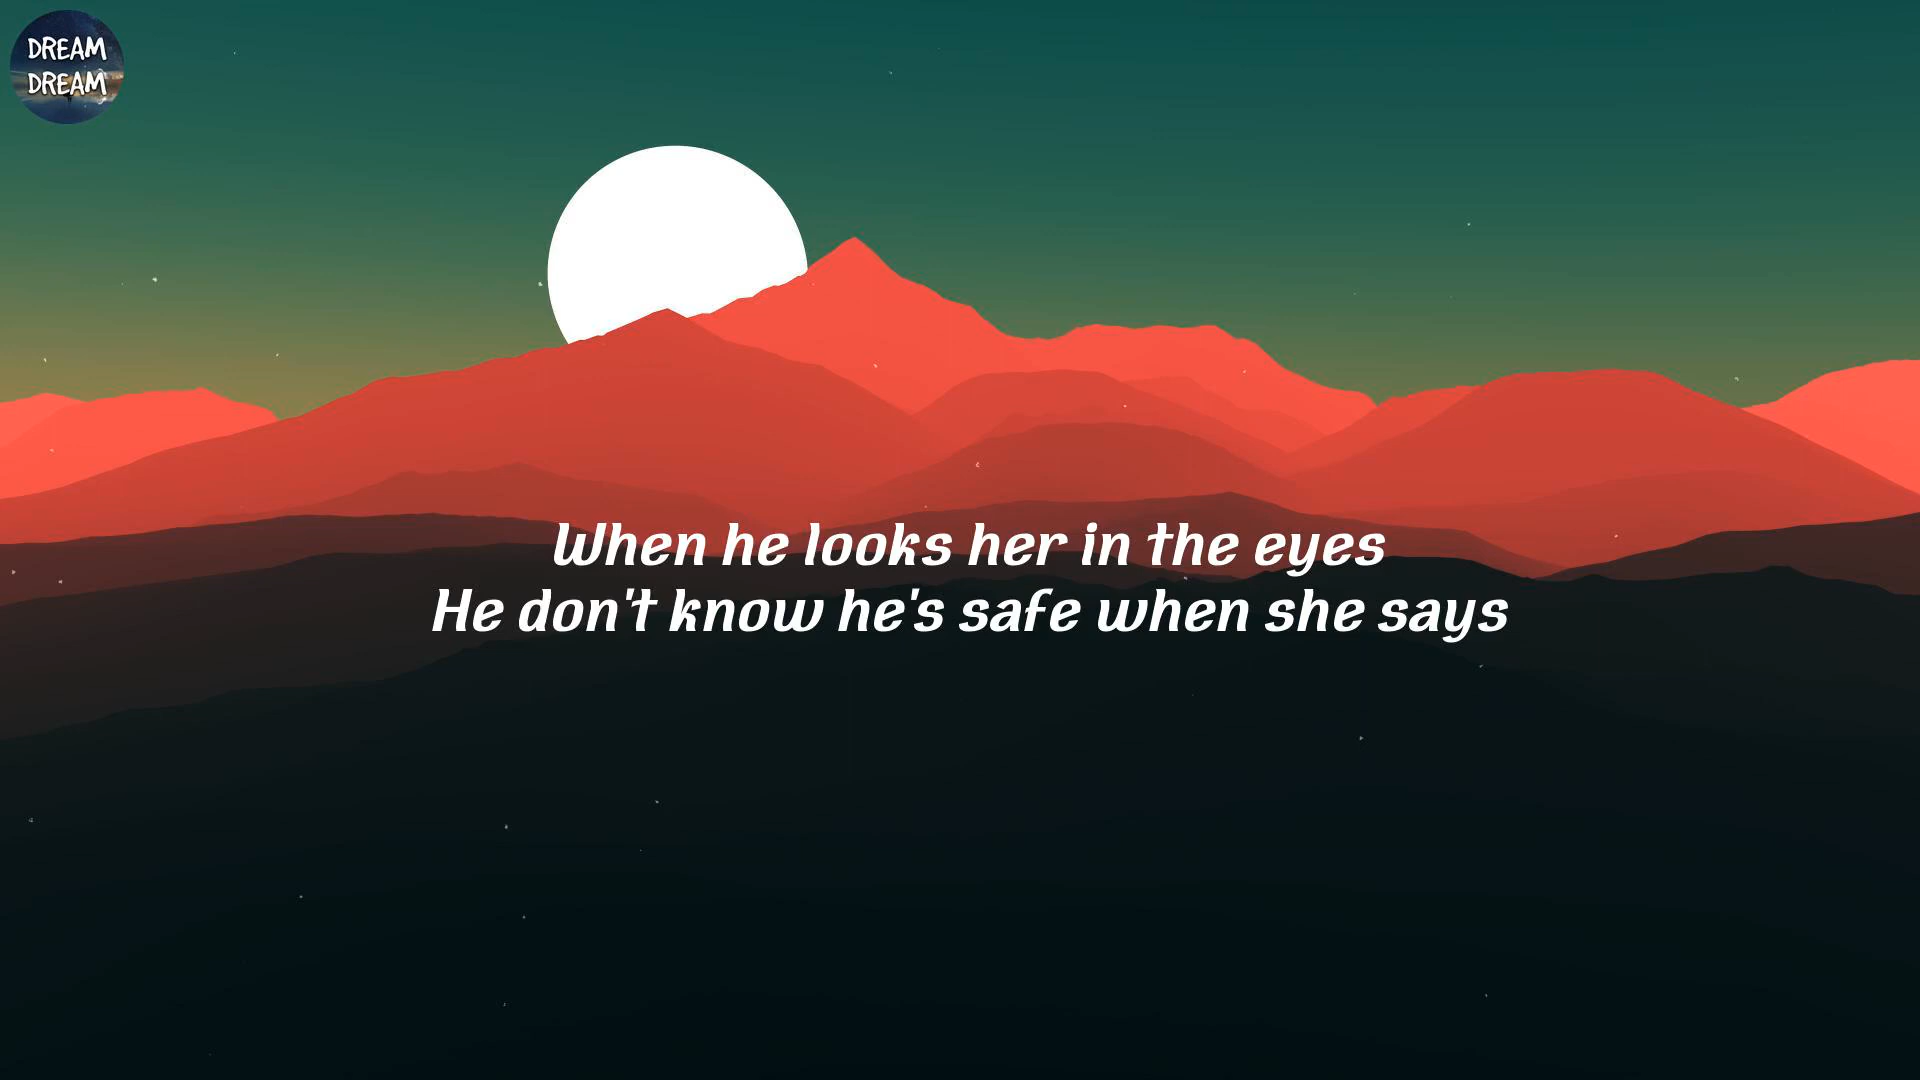 DREAM
DREAM
When he looks her in the eyes
He don't know he's safe when she says